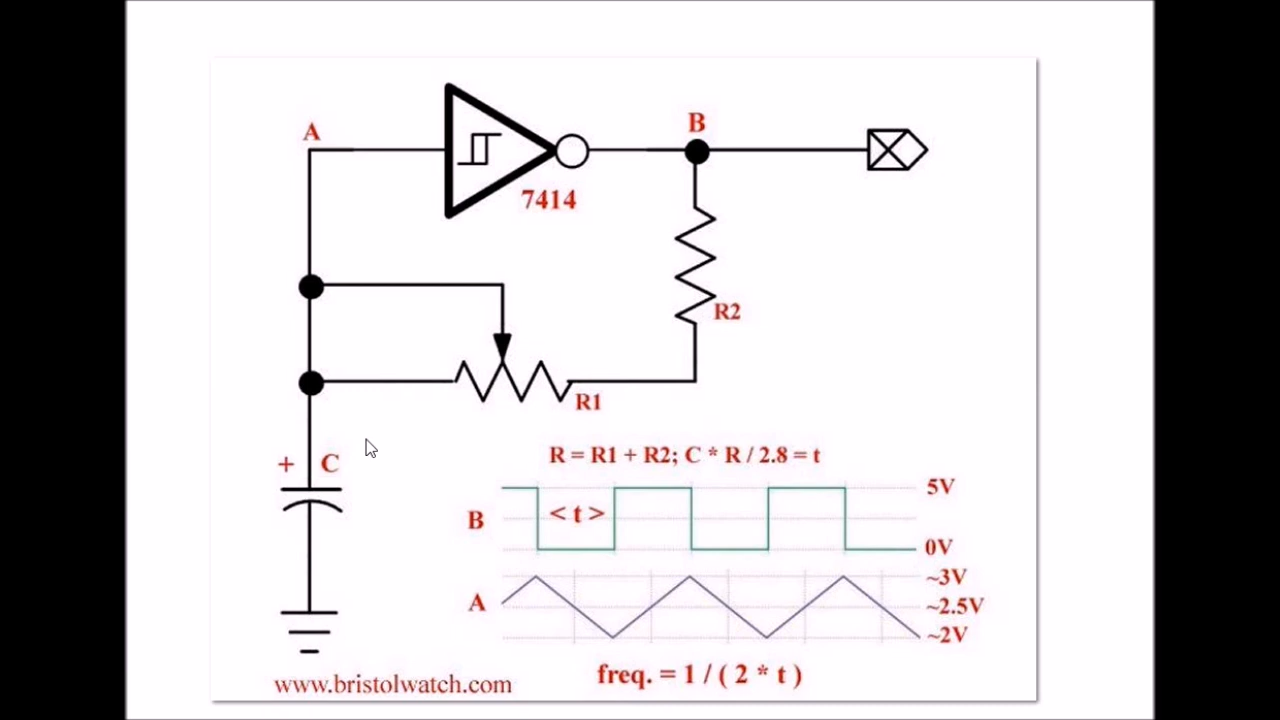 A
B
7414
R2
R1
+ C
R = R1 + R2; C * R / 2.8 = t
5V
B
< t >
0V
~3V
A
~2.5V
~2V
freq. = 1 / ( 2 * t )
www.bristolwatch.com